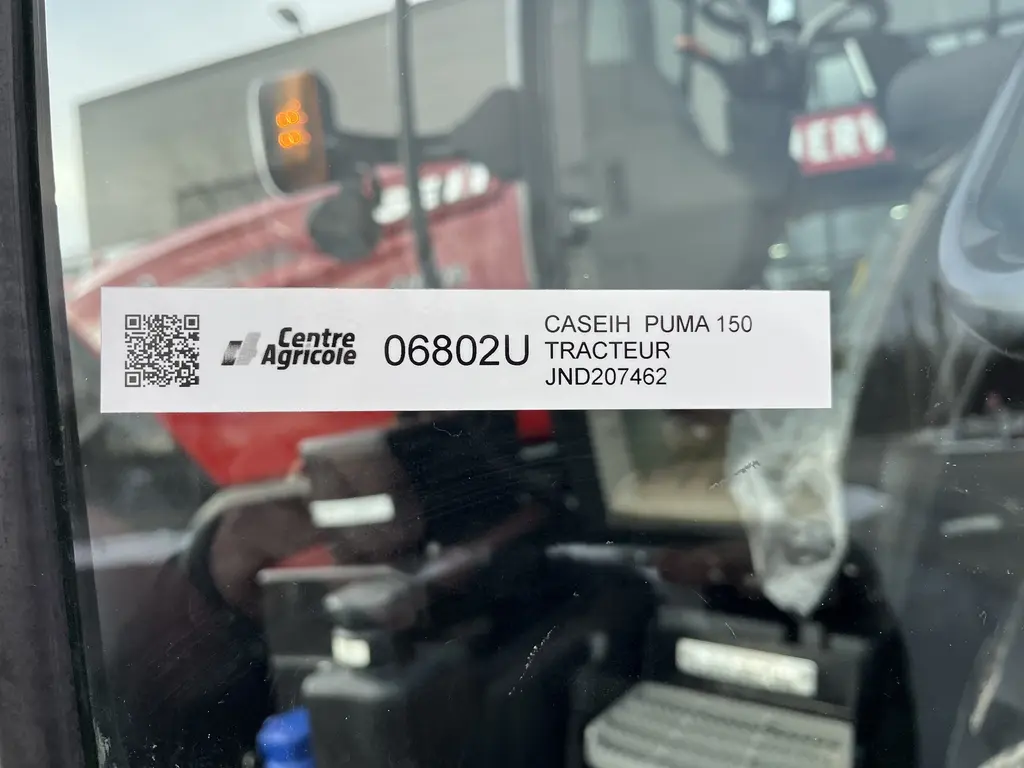 Centre
Agricole
06802U
CASEIH PUMA 150
TRACTEUR
JND207462